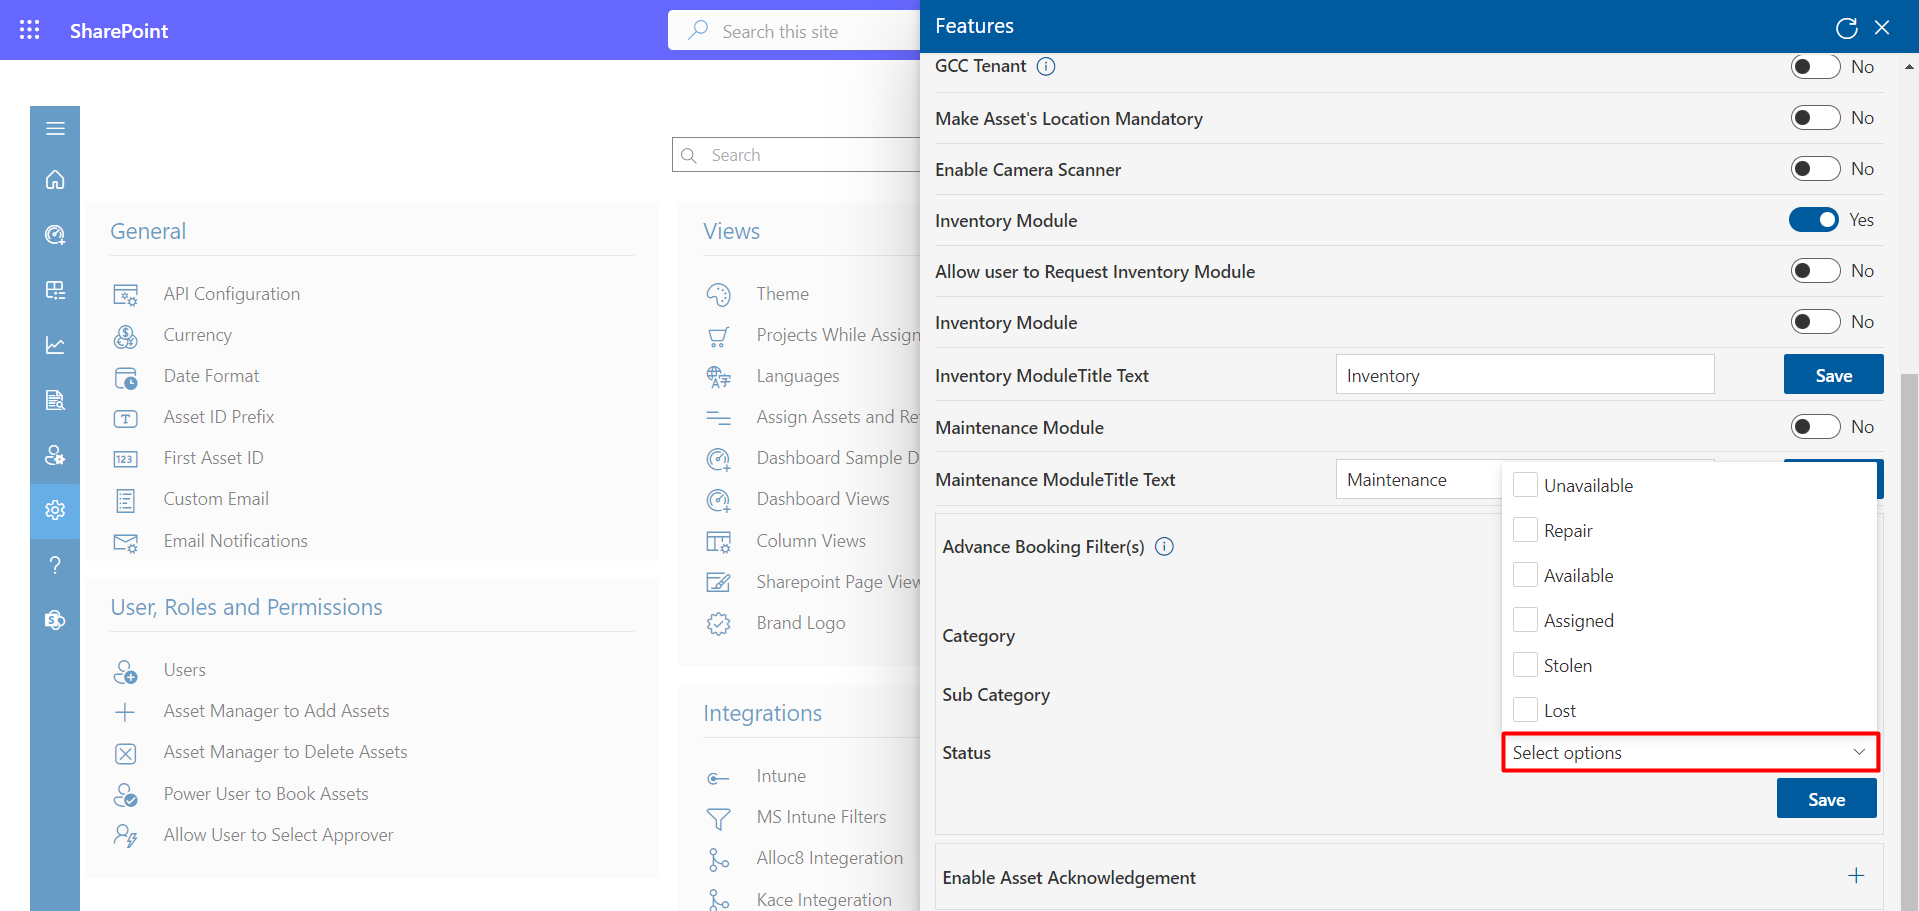 SharePoint
Search this site
Search
General
API Configuration
Currency
Date Format
Asset ID Prefix
First Asset ID
Custom Email
Email Notifications
User, Roles and Permissions
Users
Asset Manager to Add Assets
Asset Manager to Delete Assets
Power User to Book Assets
Allow User to Select Approver
Views
Theme
Projects While Assign
Languages
Assign Assets and Re
Dashboard Sample D
Dashboard Views
Column Views
Sharepoint Page View
Brand Logo
Integrations
Intune
MS Intune Filters
Alloc8 Integeration
Kace Integeration
Features
GCC Tenant No
Make Asset's Location Mandatory No
Enable Camera Scanner No
Inventory Module Yes
Allow user to Request Inventory Module No
Inventory Module No
Inventory ModuleTitle Text Inventory Save
Maintenance Module No
Maintenance ModuleTitle Text Maintenance
Advance Booking Filter(s)
Unavailable
Repair
Available
Assigned
Stolen
Lost
Category
Sub Category
Status Select options
Save
Enable Asset Acknowledgement